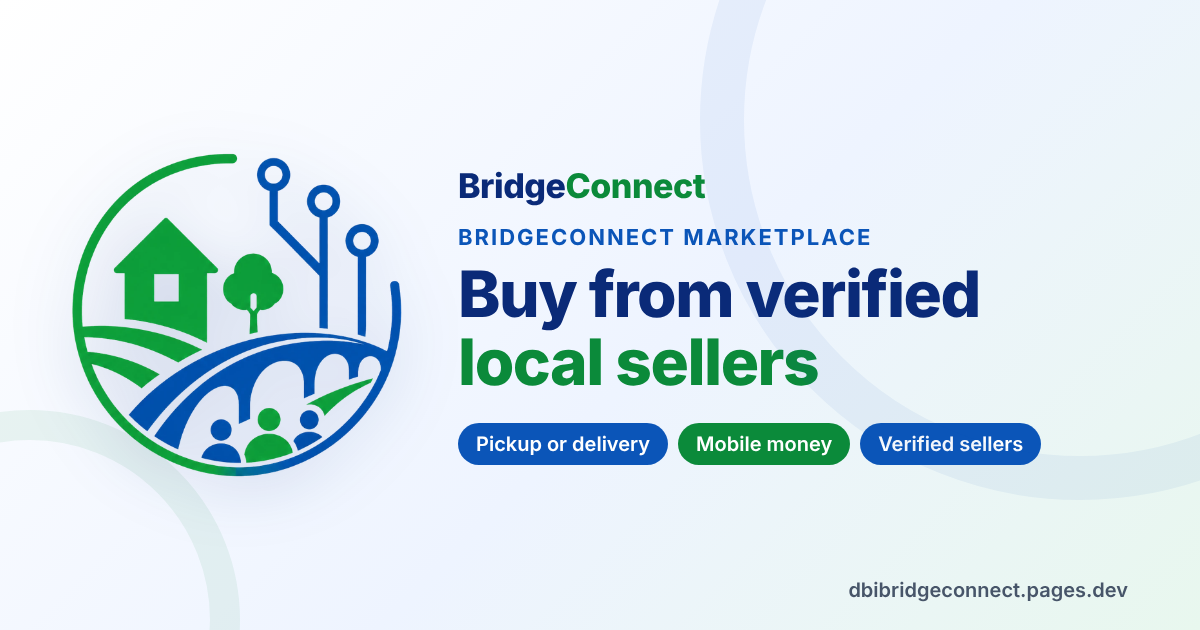 BridgeConnect
BRIDGECONNECT MARKETPLACE
Buy from verified
local sellers
Pickup or delivery
Mobile money
Verified sellers
dbibridgeconnect.pages.dev